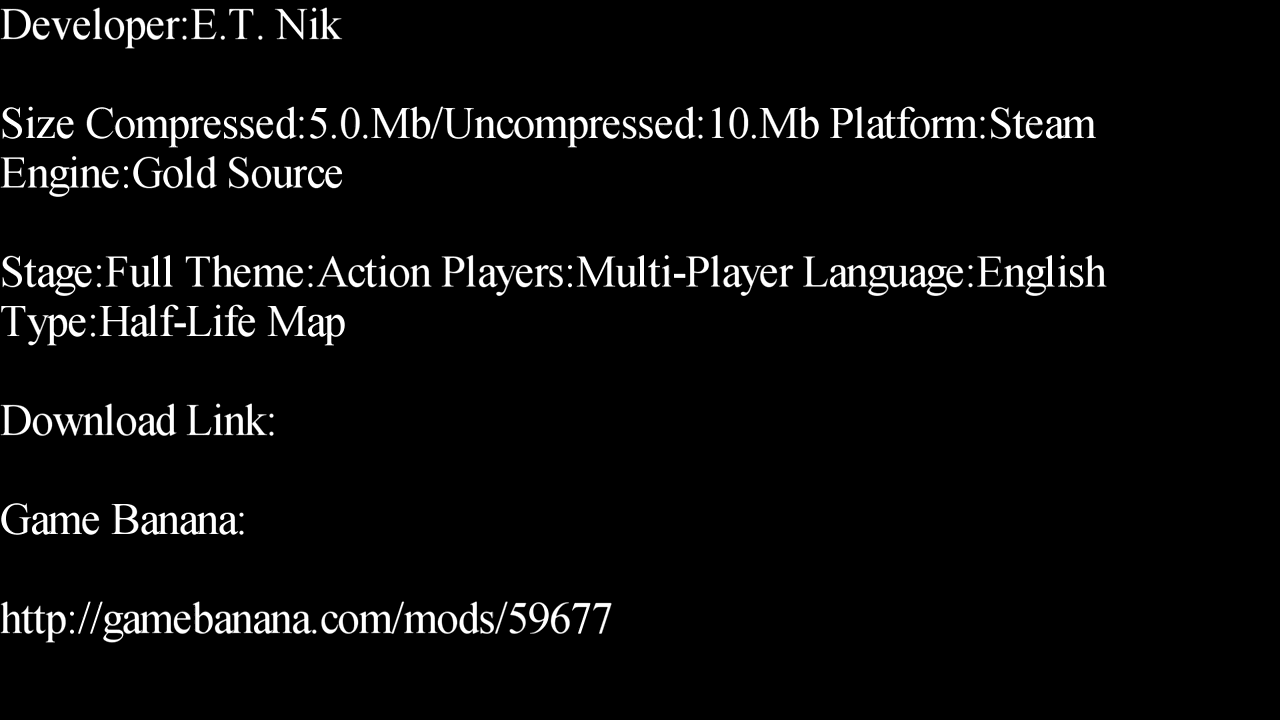 Developer:E.T. Nik
Size Compressed:5.0.Mb/Uncompressed:10.Mb Platform:Steam
Engine:Gold Source
Stage:Full Theme:Action Players:Multi-Player Language:English
Type:Half-Life Map
Download Link:
Game Banana:
http://gamebanana.com/mods/59677